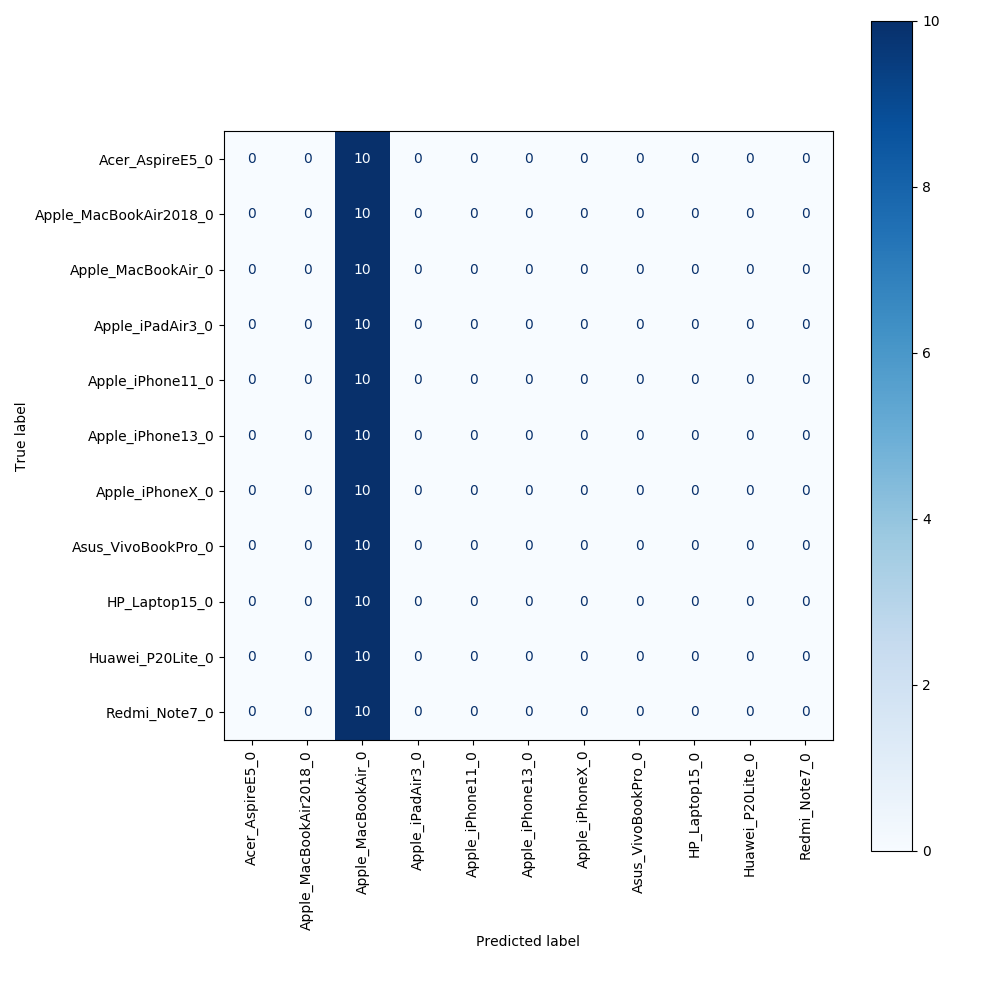 10
8
6
4
2
0
True label
Acer_AspireE5_0 0 0 10 0 0 0 0 0 0 0 0
Apple_MacBookAir2018_0 0 0 10 0 0 0 0 0 0 0 0
Apple_MacBookAir_0 0 0 10 0 0 0 0 0 0 0 0
Apple_iPadAir3_0 0 0 10 0 0 0 0 0 0 0 0
Apple_iPhone11_0 0 0 10 0 0 0 0 0 0 0 0
Apple_iPhone13_0 0 0 10 0 0 0 0 0 0 0 0
Apple_iPhoneX_0 0 0 10 0 0 0 0 0 0 0 0
Asus_VivoBookPro_0 0 0 10 0 0 0 0 0 0 0 0
HP_Laptop15_0 0 0 10 0 0 0 0 0 0 0 0
Huawei_P20Lite_0 0 0 10 0 0 0 0 0 0 0 0
Redmi_Note7_0 0 0 10 0 0 0 0 0 0 0 0
Acer_AspireE5_0
Apple_MacBookAir2018_0
Apple_MacBookAir_0
Apple_iPadAir3_0
Apple_iPhone11_0
Apple_iPhone13_0
Apple_iPhoneX_0
Asus_VivoBookPro_0
HP_Laptop15_0
Huawei_P20Lite_0
Redmi_Note7_0
Predicted label